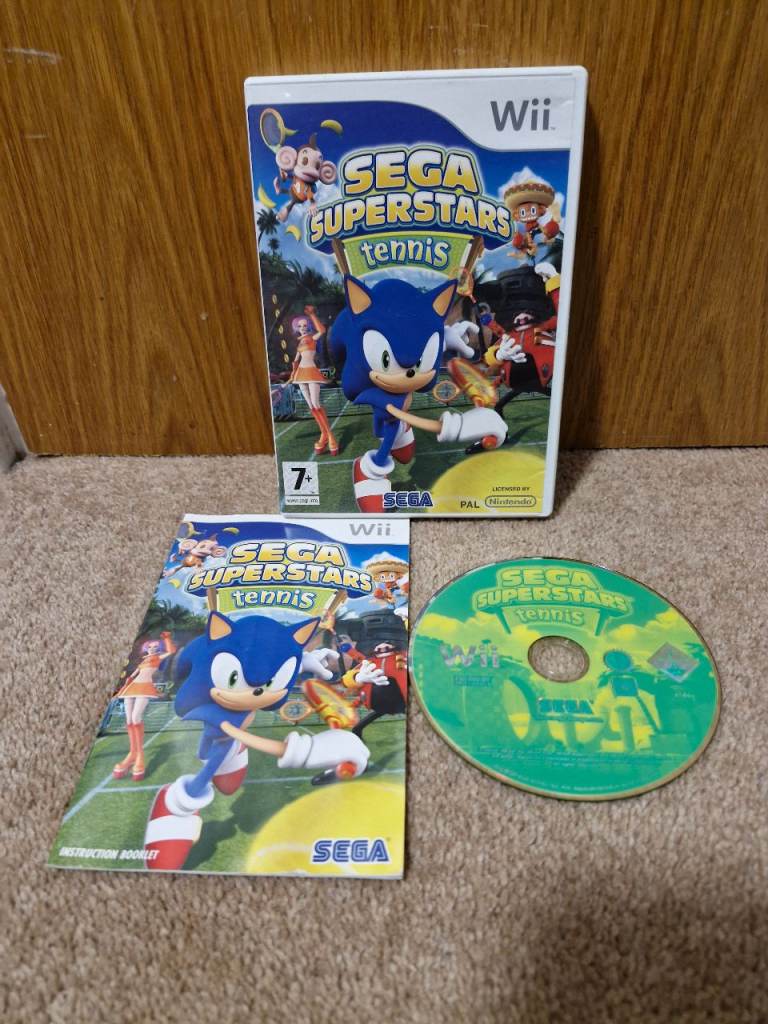 Wii
SEGA
SUPERSTARS
tennis
7+
www.pegi.info
SEGA
PAL
LICENSED BY
Nintendo
Wii
SEGA
SUPERSTARS
tennis
INSTRUCTION BOOKLET
SEGA
SEGA
SUPERSTARS
tennis
Wii
SEGA